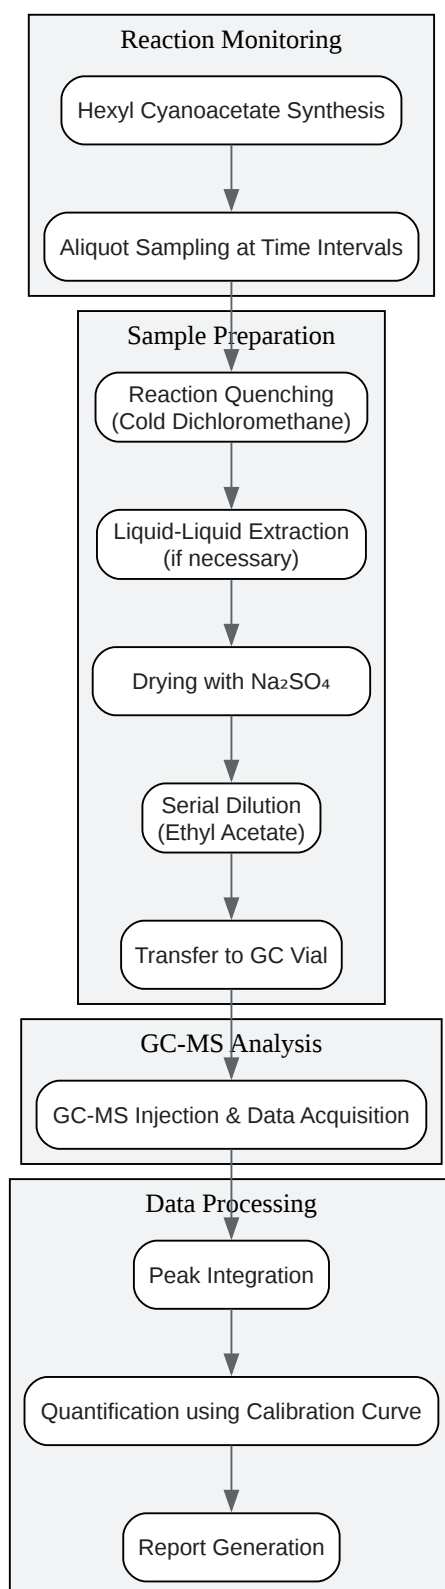 Reaction Monitoring
Hexyl Cyanoacetate Synthesis
Aliquot Sampling at Time Intervals
Sample Preparation
Reaction Quenching
(Cold Dichloromethane)
Liquid-Liquid Extraction
(if necessary)
Drying with Na₂SO₄
Serial Dilution
(Ethyl Acetate)
Transfer to GC Vial
GC-MS Analysis
GC-MS Injection & Data Acquisition
Data Processing
Peak Integration
Quantification using Calibration Curve
Report Generation